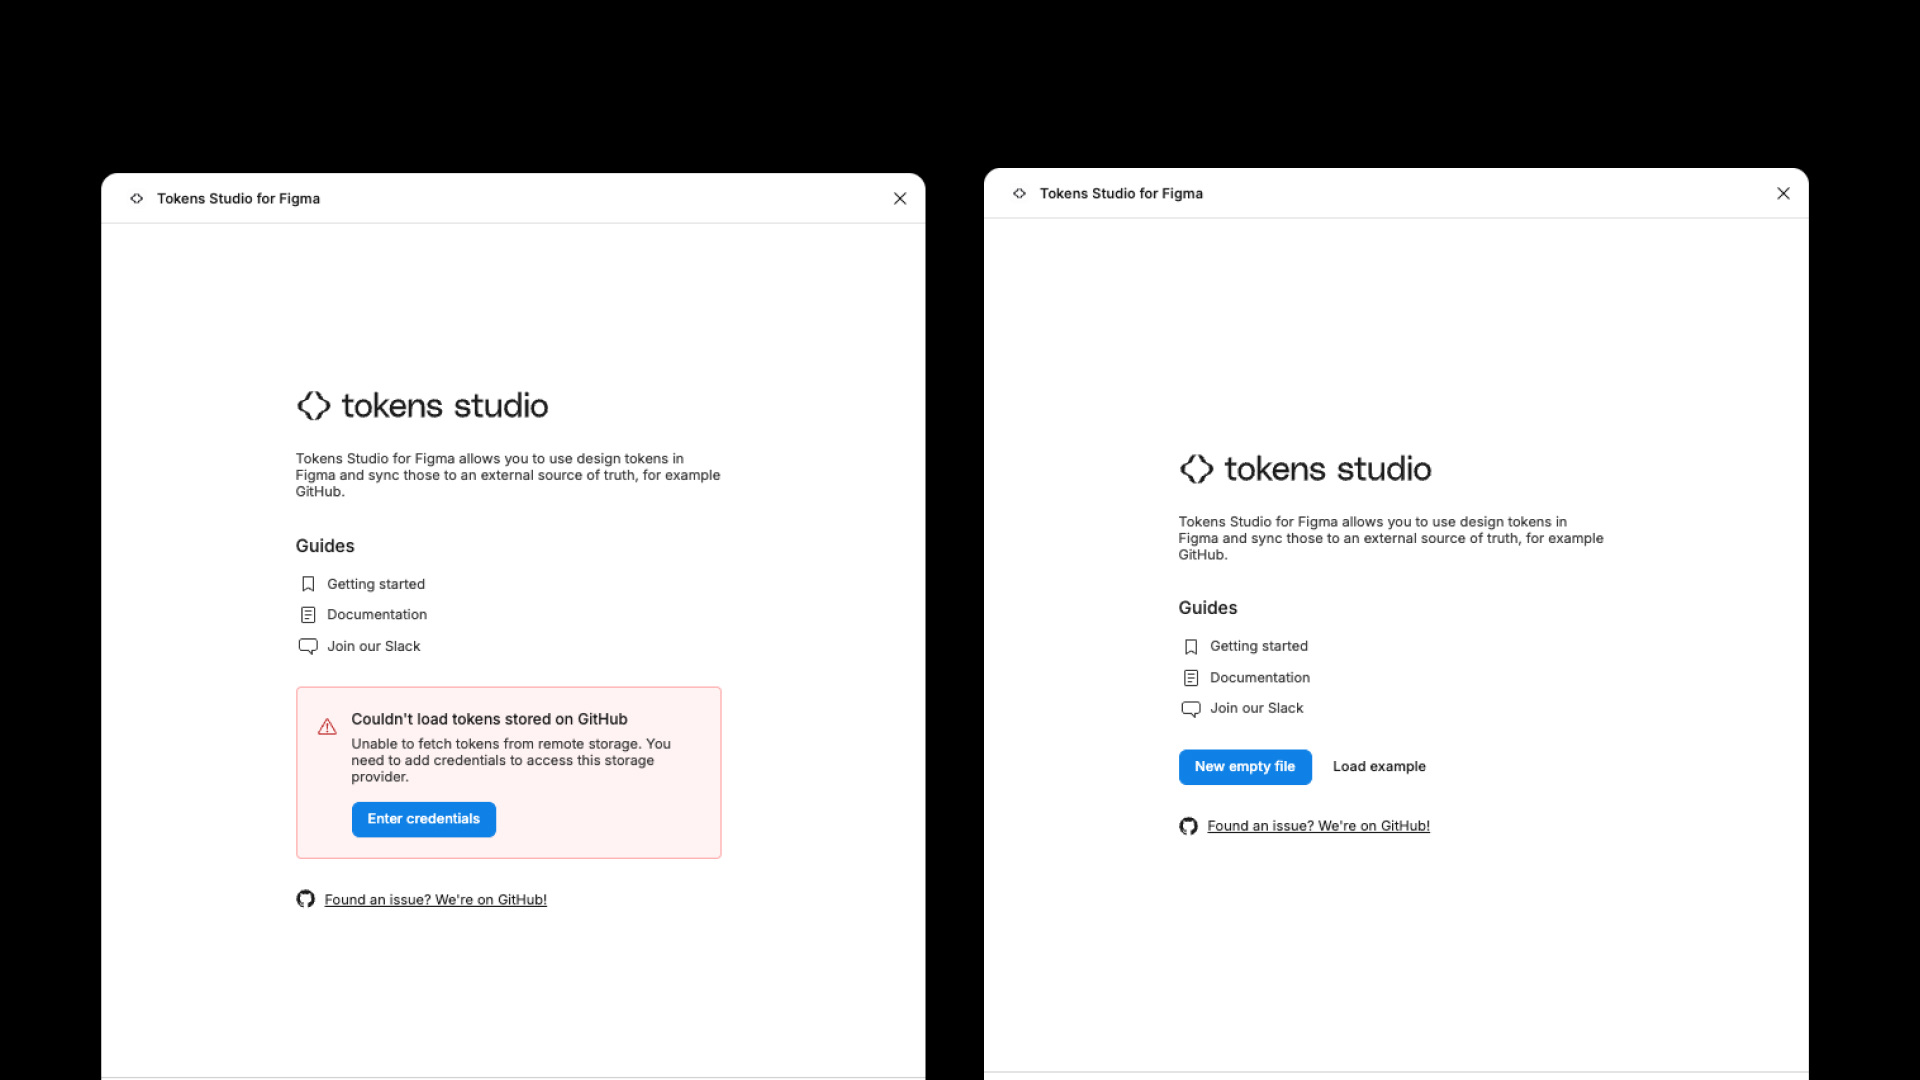 Tokens Studio for Figma
tokens studio
Tokens Studio for Figma allows you to use design tokens in
Figma and sync those to an external source of truth, for example
GitHub.
Guides
Getting started
Documentation
Join our Slack
Couldn't load tokens stored on GitHub
Unable to fetch tokens from remote storage. You
need to add credentials to access this storage
provider.
Enter credentials
Found an issue? We're on GitHub!
Tokens Studio for Figma
tokens studio
Tokens Studio for Figma allows you to use design tokens in
Figma and sync those to an external source of truth, for example
GitHub.
Guides
Getting started
Documentation
Join our Slack
New empty file
Load example
Found an issue? We're on GitHub!